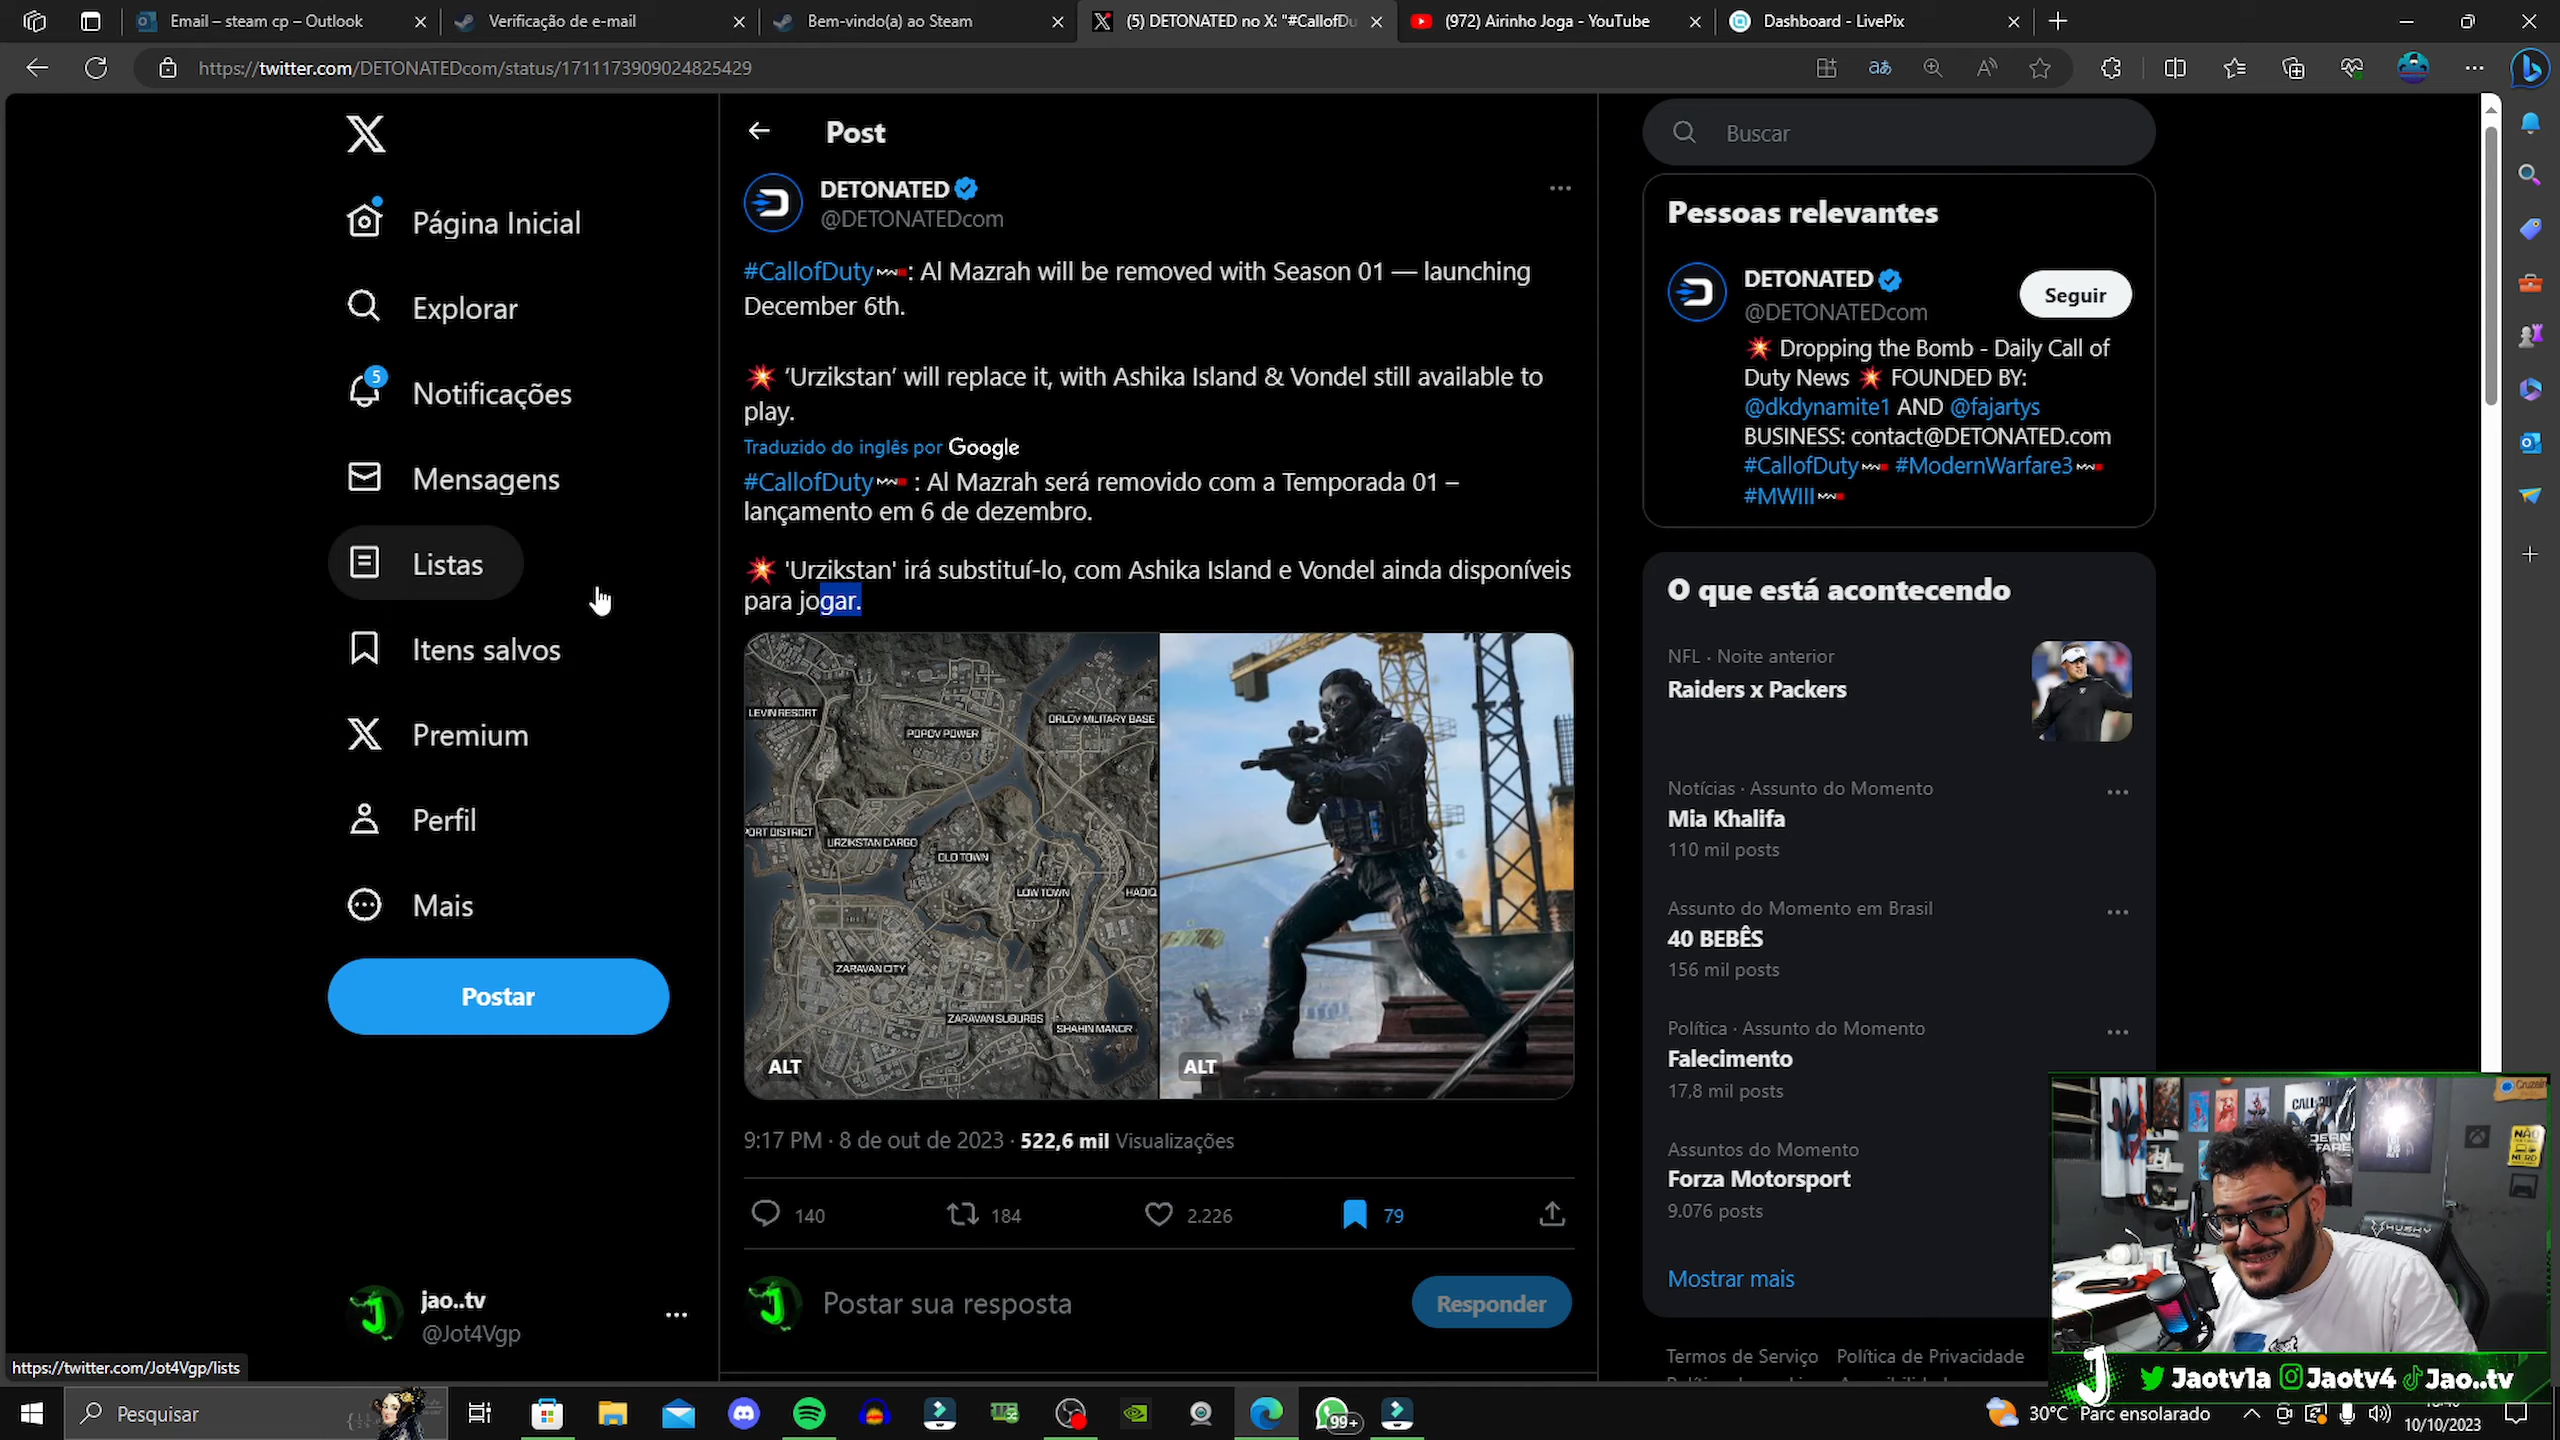 Email – steam cp – Outlook
Verificação de e-mail
Bem-vindo(a) ao Steam
(5) DETONATED no X: "#CallofDu
(972) Airinho Joga - YouTube
Dashboard - LivePix
https://twitter.com/DETONATEDcom/status/1711173909024825429
Página Inicial
Explorar
5
Notificações
Mensagens
Listas
Itens salvos
Premium
Perfil
Mais
Postar
jao..tv
@Jot4Vgp
https://twitter.com/Jot4Vgp/lists
Post
DETONATED
@DETONATEDcom
#CallofDuty: Al Mazrah will be removed with Season 01 — launching
December 6th.
💥 ‘Urzikstan’ will replace it, with Ashika Island & Vondel still available to
play.
Traduzido do inglês por Google
#CallofDuty : Al Mazrah será removido com a Temporada 01 –
lançamento em 6 de dezembro.
💥 'Urzikstan' irá substituí-lo, com Ashika Island e Vondel ainda disponíveis
para jogar.
LEVIN RESORT
ORLOV MILITARY BASE
POPOV POWER
PORT DISTRICT
URZIKSTAN CARGO
OLD TOWN
LOW TOWN
HADIQ
ZARAVAN CITY
ZARAVAN SUBURBS
SHAHIN MANOR
ALT
ALT
9:17 PM · 8 de out de 2023 · 522,6 mil Visualizações
140
184
2.226
79
Postar sua resposta
Responder
Buscar
Pessoas relevantes
DETONATED
@DETONATEDcom
Seguir
💥 Dropping the Bomb - Daily Call of
Duty News 💥 FOUNDED BY:
@dkdynamite1 AND @fajartys
BUSINESS: contact@DETONATED.com
#CallofDuty #ModernWarfare3
#MWIII
O que está acontecendo
NFL · Noite anterior
Raiders x Packers
Notícias · Assunto do Momento
Mia Khalifa
110 mil posts
Assunto do Momento em Brasil
40 BEBÊS
156 mil posts
Política · Assunto do Momento
Falecimento
17,8 mil posts
Assuntos do Momento
Forza Motorsport
9.076 posts
Mostrar mais
Termos de Serviço Política de Privacidade
Jaotv1a Jaotv4 Jao..tv
Pesquisar
99+
30°C Parc ensolarado
10/10/2023